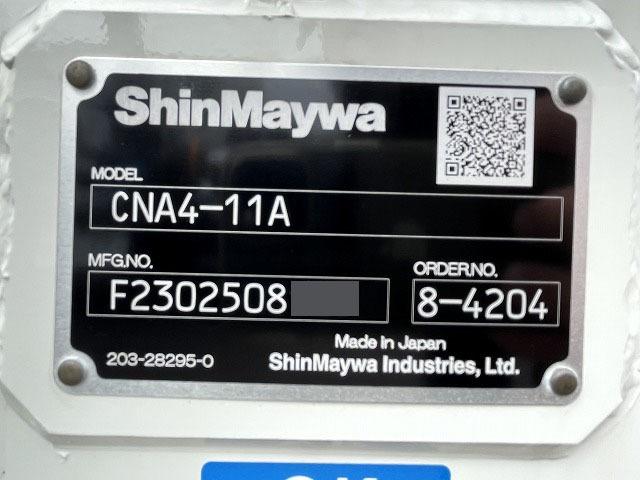 ShinMaywa
MODEL
CNA4-11A
MFG.NO.
F2302508
ORDER.NO.
8-4204
203-28295-0
Made In Japan
ShinMaywa Industries, Ltd.